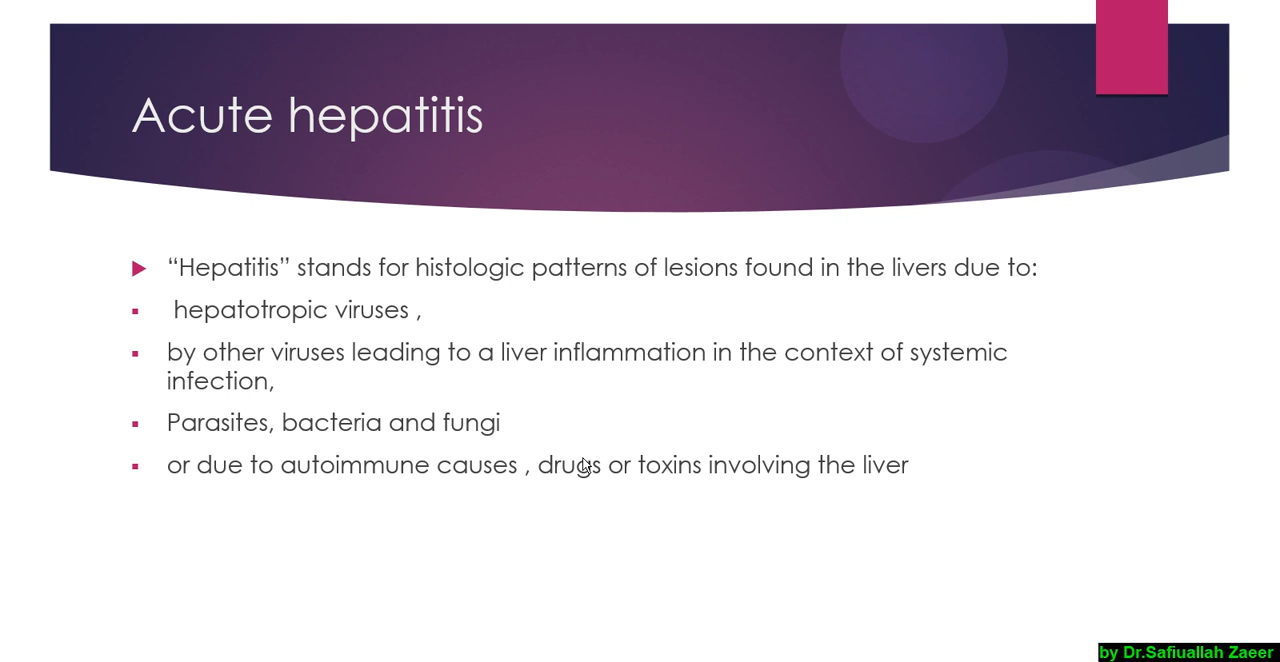 Acute hepatitis
“Hepatitis” stands for histologic patterns of lesions found in the livers due to:
hepatotropic viruses ,
by other viruses leading to a liver inflammation in the context of systemic
infection,
Parasites, bacteria and fungi
or due to autoimmune causes , drugs or toxins involving the liver
by Dr.Safiuallah Zaeer